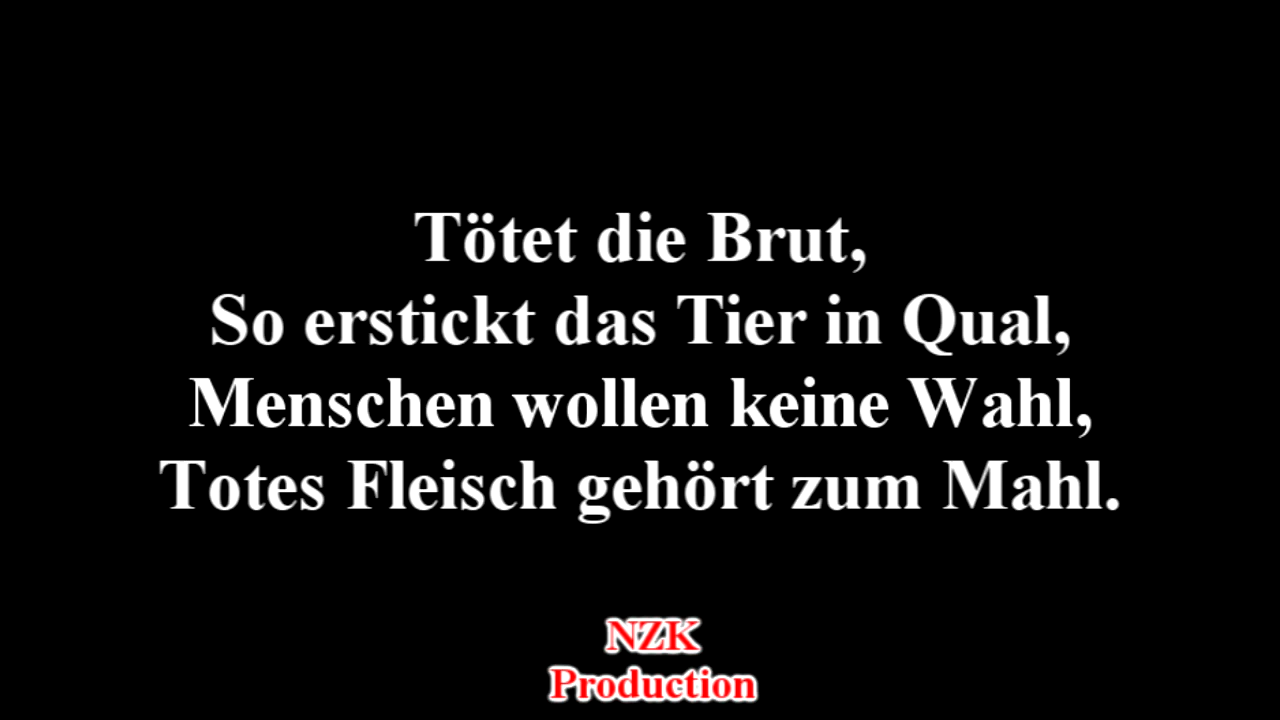 Tötet die Brut,
So erstickt das Tier in Qual,
Menschen wollen keine Wahl,
Totes Fleisch gehört zum Mahl.
NZK
Production